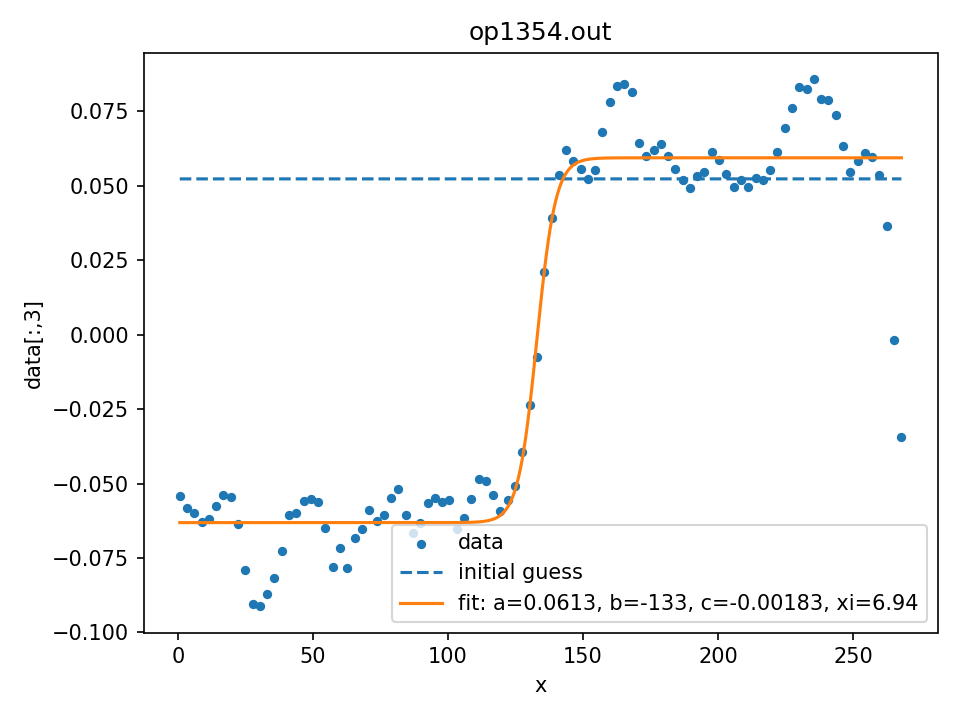 op1354.out
data[:,3]
0.075
0.050
0.025
0.000
−0.025
−0.050
−0.075
−0.100
data
initial guess
fit: a=0.0613, b=-133, c=-0.00183, xi=6.94
0 50 100 150 200 250
x